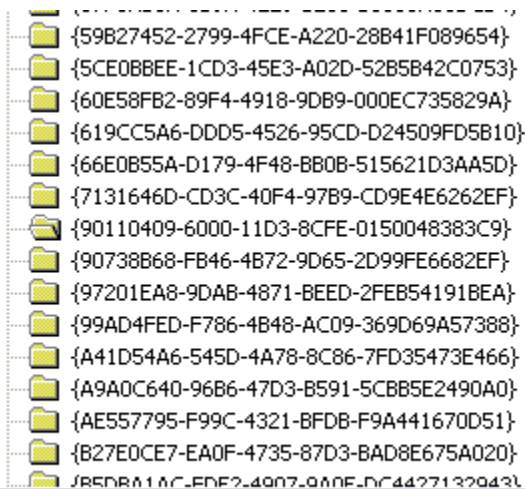 {59B27452-2799-4FCE-A220-28B41F089654}
{5CE0BBEE-1CD3-45E3-A02D-52B5B42C0753}
{60E58FB2-89F4-4918-9DB9-000EC735829A}
{619CC5A6-DDD5-4526-95CD-D24509FD5B10}
{66E0B55A-D179-4F48-BB0B-515621D3AA5D}
{7131646D-CD3C-40F4-97B9-CD9E4E6262EF}
{90110409-6000-11D3-8CFE-0150048383C9}
{90738B68-FB46-4B72-9D65-2D99FE6682EF}
{97201EA8-9DAB-4871-BEED-2FEB54191BEA}
{99AD4FED-F786-4B48-AC09-369D69A57388}
{A41D54A6-545D-4A78-8C86-7FD35473E466}
{A9A0C640-96B6-47D3-B591-5CBB5E2490A0}
{AE557795-F99C-4321-BFDB-F9A441670D51}
{B27E0CE7-EA0F-4735-87D3-BAD8E675A020}